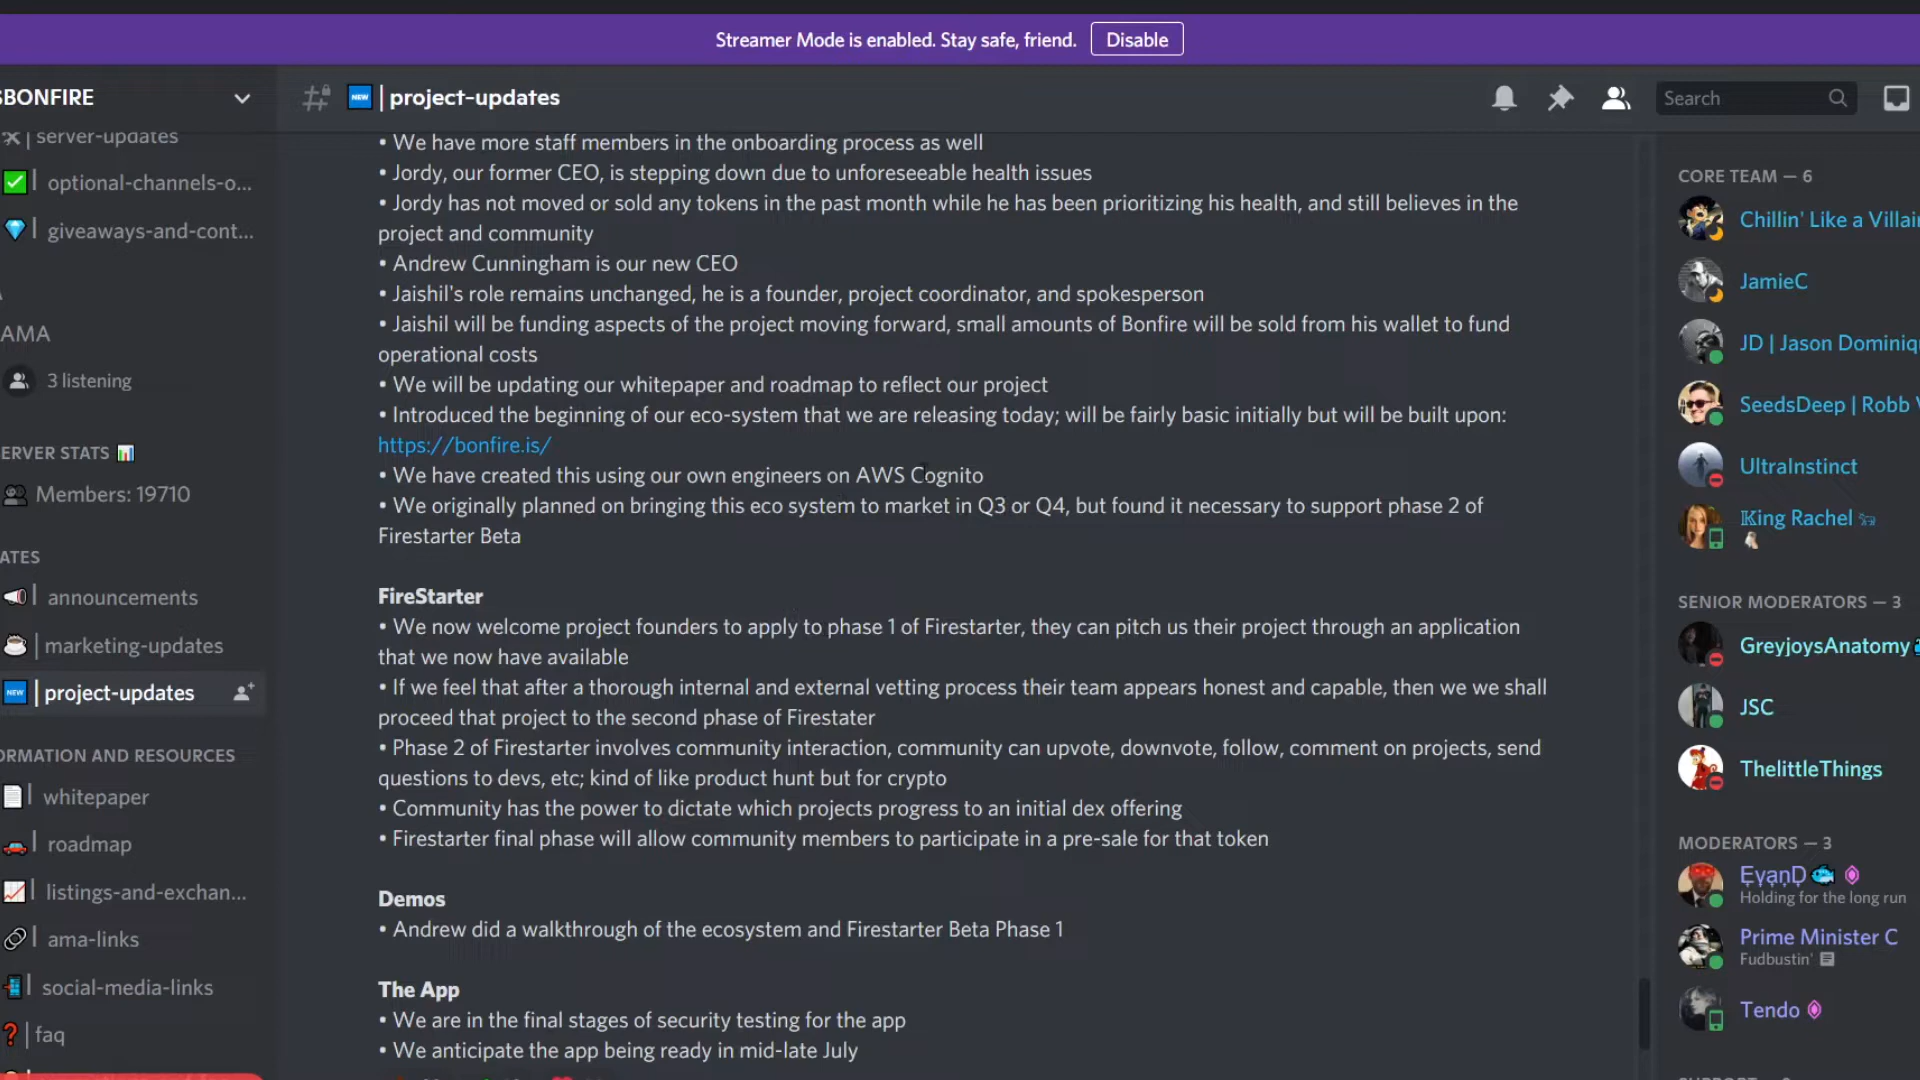 Streamer Mode is enabled. Stay safe, friend. Disable
SBONFIRE
server-updates
optional-channels-o...
giveaways-and-cont...
AMA
3 listening
ERVER STATS
Members: 19710
ATES
announcements
marketing-updates
NEW | project-updates
ORMATION AND RESOURCES
whitepaper
roadmap
listings-and-exchan...
ama-links
social-media-links
faq
NEW | project-updates
Search
• We have more staff members in the onboarding process as well
• Jordy, our former CEO, is stepping down due to unforeseeable health issues
• Jordy has not moved or sold any tokens in the past month while he has been prioritizing his health, and still believes in the
project and community
• Andrew Cunningham is our new CEO
• Jaishil's role remains unchanged, he is a founder, project coordinator, and spokesperson
• Jaishil will be funding aspects of the project moving forward, small amounts of Bonfire will be sold from his wallet to fund
operational costs
• We will be updating our whitepaper and roadmap to reflect our project
• Introduced the beginning of our eco-system that we are releasing today; will be fairly basic initially but will be built upon:
https://bonfire.is/
• We have created this using our own engineers on AWS Cognito
• We originally planned on bringing this eco system to market in Q3 or Q4, but found it necessary to support phase 2 of
Firestarter Beta
FireStarter
• We now welcome project founders to apply to phase 1 of Firestarter, they can pitch us their project through an application
that we now have available
• If we feel that after a thorough internal and external vetting process their team appears honest and capable, then we we shall
proceed that project to the second phase of Firestater
• Phase 2 of Firestarter involves community interaction, community can upvote, downvote, follow, comment on projects, send
questions to devs, etc; kind of like product hunt but for crypto
• Community has the power to dictate which projects progress to an initial dex offering
• Firestarter final phase will allow community members to participate in a pre-sale for that token
Demos
• Andrew did a walkthrough of the ecosystem and Firestarter Beta Phase 1
The App
• We are in the final stages of security testing for the app
• We anticipate the app being ready in mid-late July
CORE TEAM — 6
Chillin' Like a Villain
JamieC
JD | Jason Dominiq
SeedsDeep | Robb
UltraInstinct
𝕂ing Rachel
SENIOR MODERATORS — 3
GreyjoysAnatomy
JSC
ThelittleThings
MODERATORS — 3
ẸṿạṇḌ
Holding for the long run
Prime Minister C
Fudbustin'
Tendo